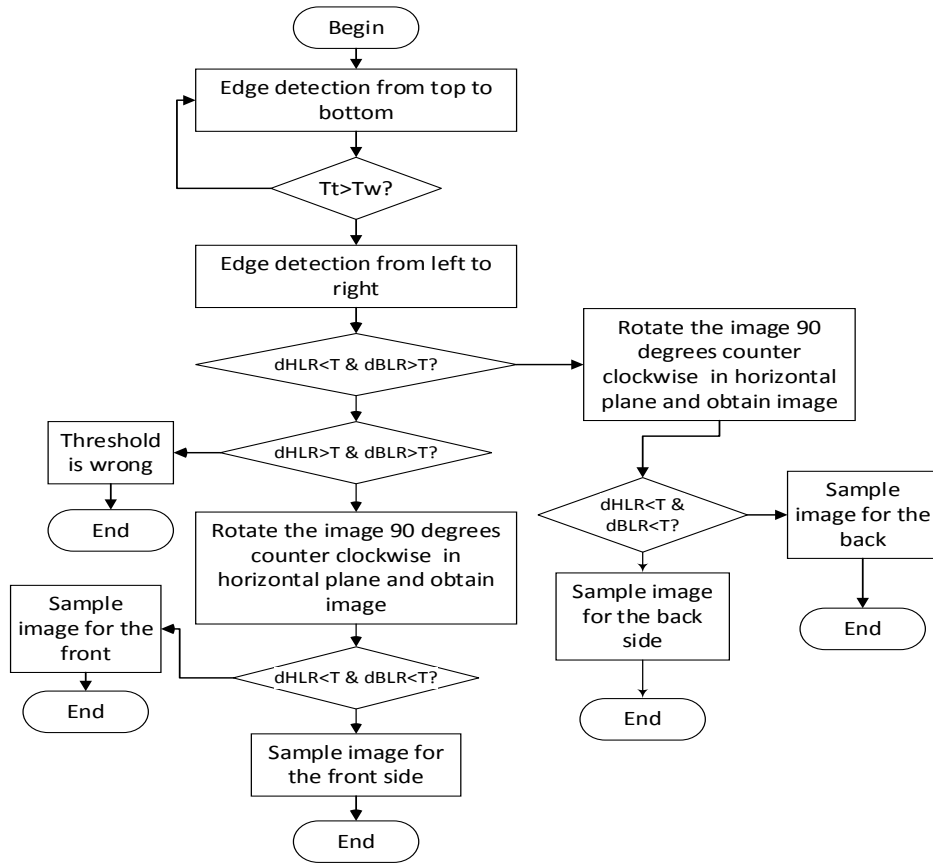 Begin
Edge detection from top to
bottom
Tt>Tw?
Edge detection from left to
right
dHLR<T & dBLR>T?
Rotate the image 90
degrees counter
clockwise in horizontal
plane and obtain image
dHLR>T & dBLR>T?
Threshold
is wrong
End
dHLR<T &
dBLR<T?
Sample
image for the
back
End
Sample image
for the back
side
End
Rotate the image 90 degrees
counter clockwise in
horizontal plane and obtain
image
dHLR<T & dBLR<T?
Sample
image for the
front
End
Sample image for
the front side
End